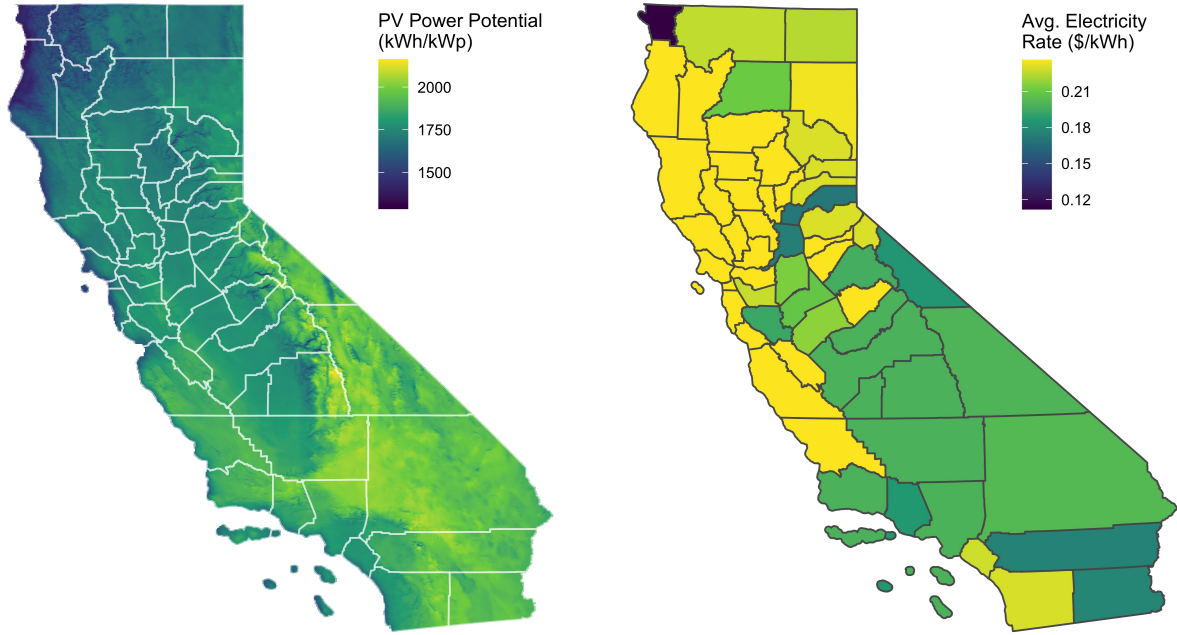 PV Power Potential
(kWh/kWp)
2000
1750
1500
Avg. Electricity
Rate ($/kWh)
0.21
0.18
0.15
0.12